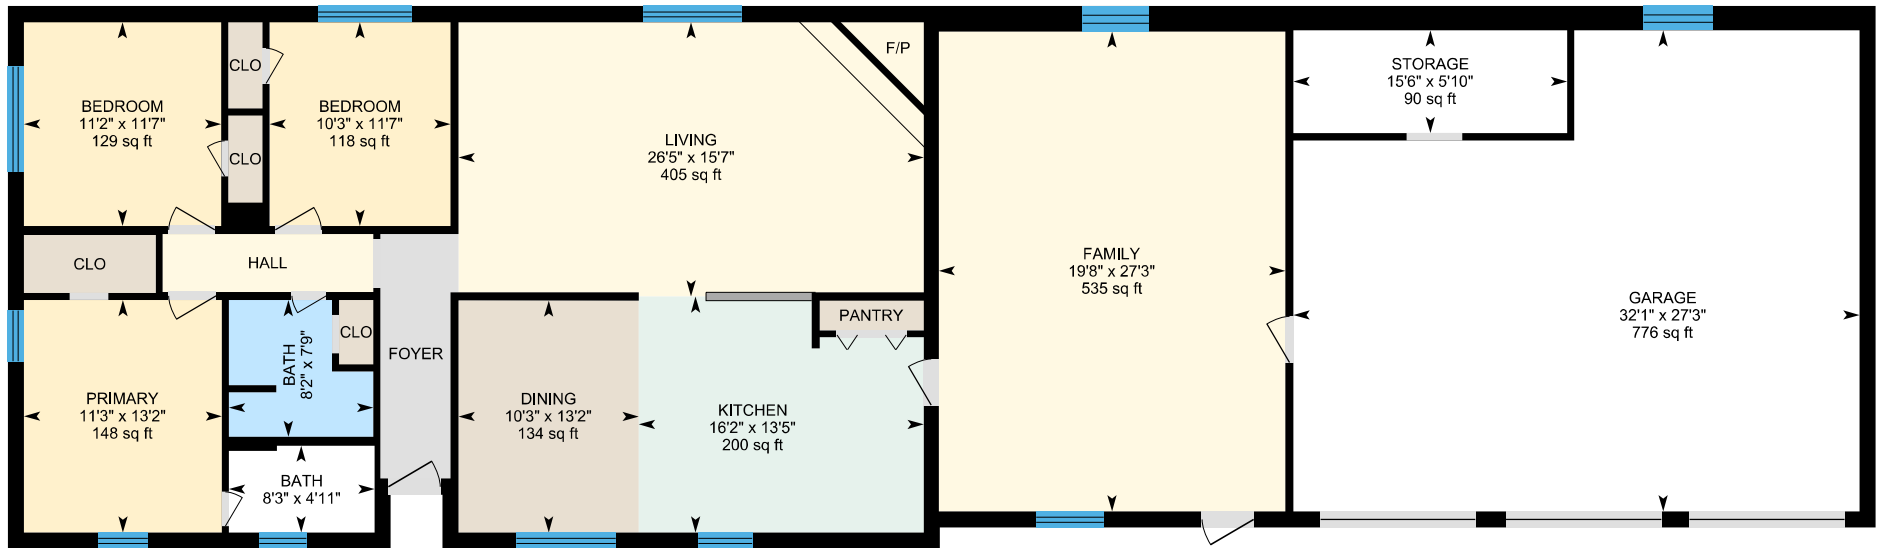 BEDROOM
11'2" x 11'7"
129 sq ft
CLO
CLO
BEDROOM
10'3" x 11'7"
118 sq ft
LIVING
26'5" x 15'7"
405 sq ft
F/P
FAMILY
19'8" x 27'3"
535 sq ft
STORAGE
15'6" x 5'10"
90 sq ft
GARAGE
32'1" x 27'3"
776 sq ft
CLO
HALL
PRIMARY
11'3" x 13'2"
148 sq ft
BATH
8'2" x 7'9"
CLO
FOYER
BATH
8'3" x 4'11"
DINING
10'3" x 13'2"
134 sq ft
KITCHEN
16'2" x 13'5"
200 sq ft
PANTRY